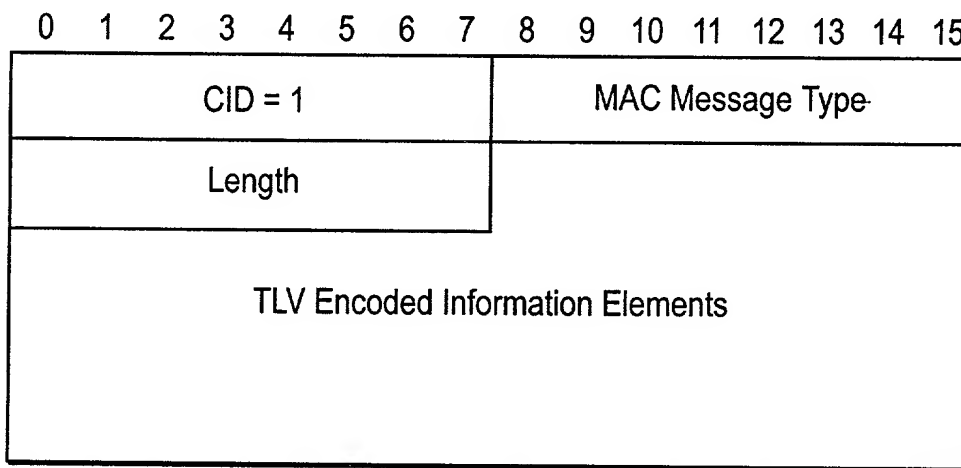 0 1 2 3 4 5 6 7 8 9 10 11 12 13 14 15
CID = 1 MAC Message Type
Length
TLV Encoded Information Elements